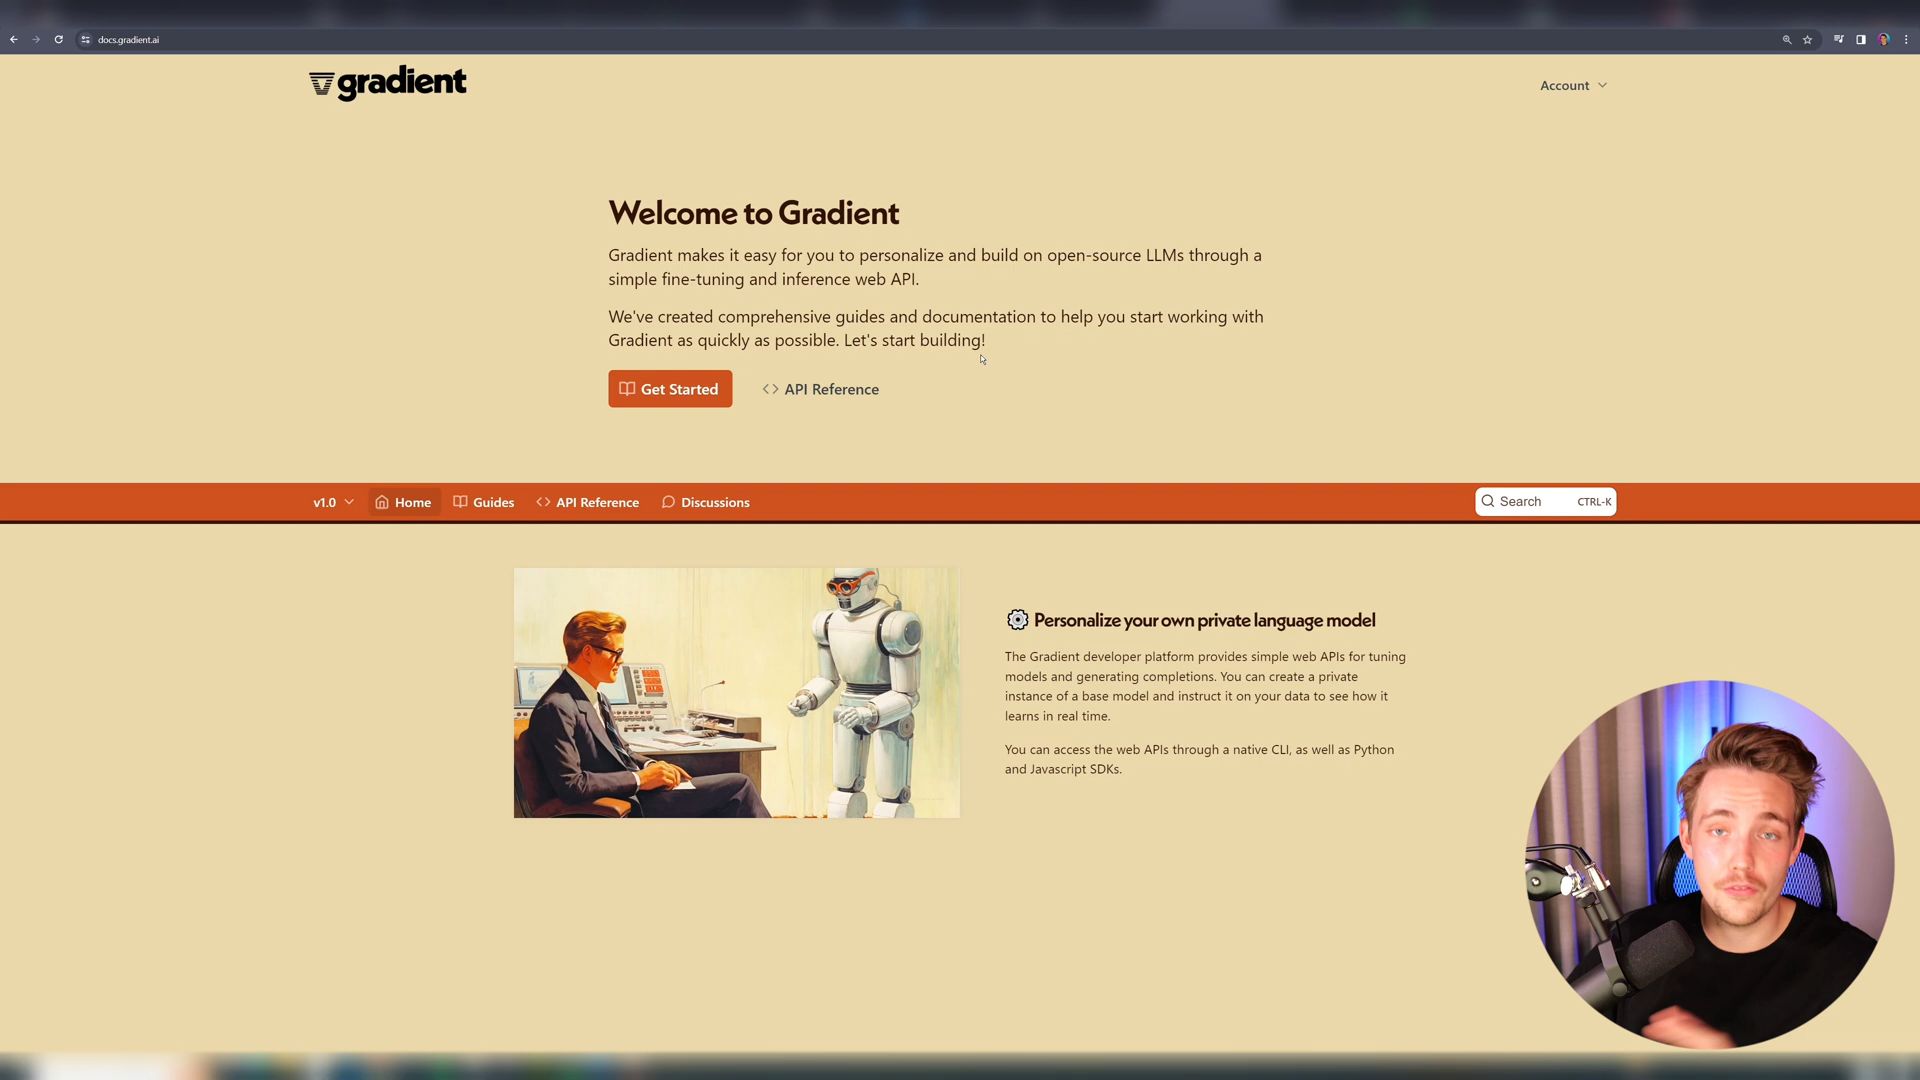 docs.gradient.ai
gradient
Account
Welcome to Gradient
Gradient makes it easy for you to personalize and build on open-source LLMs through a
simple fine-tuning and inference web API.
We've created comprehensive guides and documentation to help you start working with
Gradient as quickly as possible. Let's start building!
Get Started
API Reference
v1.0
Home
Guides
API Reference
Discussions
Search
CTRL-K
Personalize your own private language model
The Gradient developer platform provides simple web APIs for tuning
models and generating completions. You can create a private
instance of a base model and instruct it on your data to see how it
learns in real time.
You can access the web APIs through a native CLI, as well as Python
and Javascript SDKs.